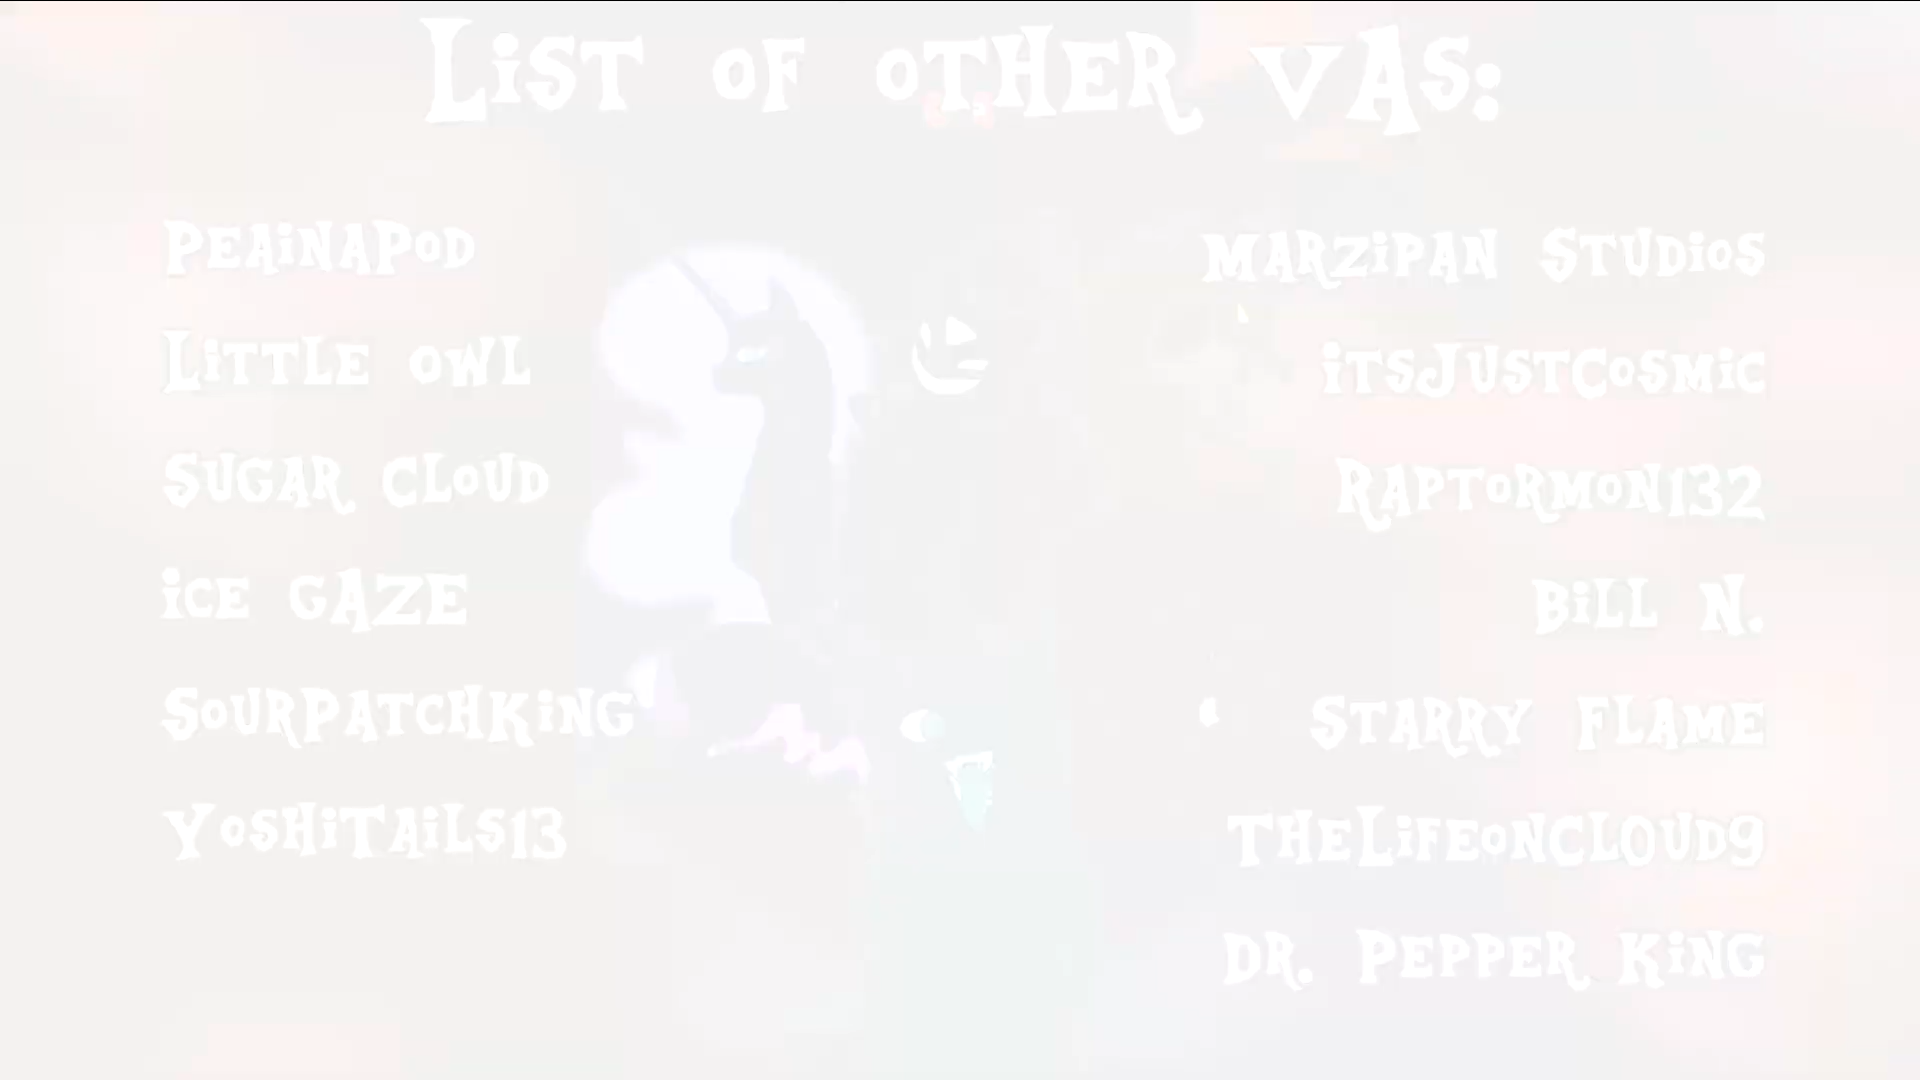 List of other VAs:
PeainaPod
Little Owl
Sugar Cloud
Ice Gaze
SourPatchKing
YoshiTails13
Marzipan Studios
ItsJustCosmic
Raptormon132
Bill N.
Starry Flame
TheLifeonCloud9
Dr. Pepper King